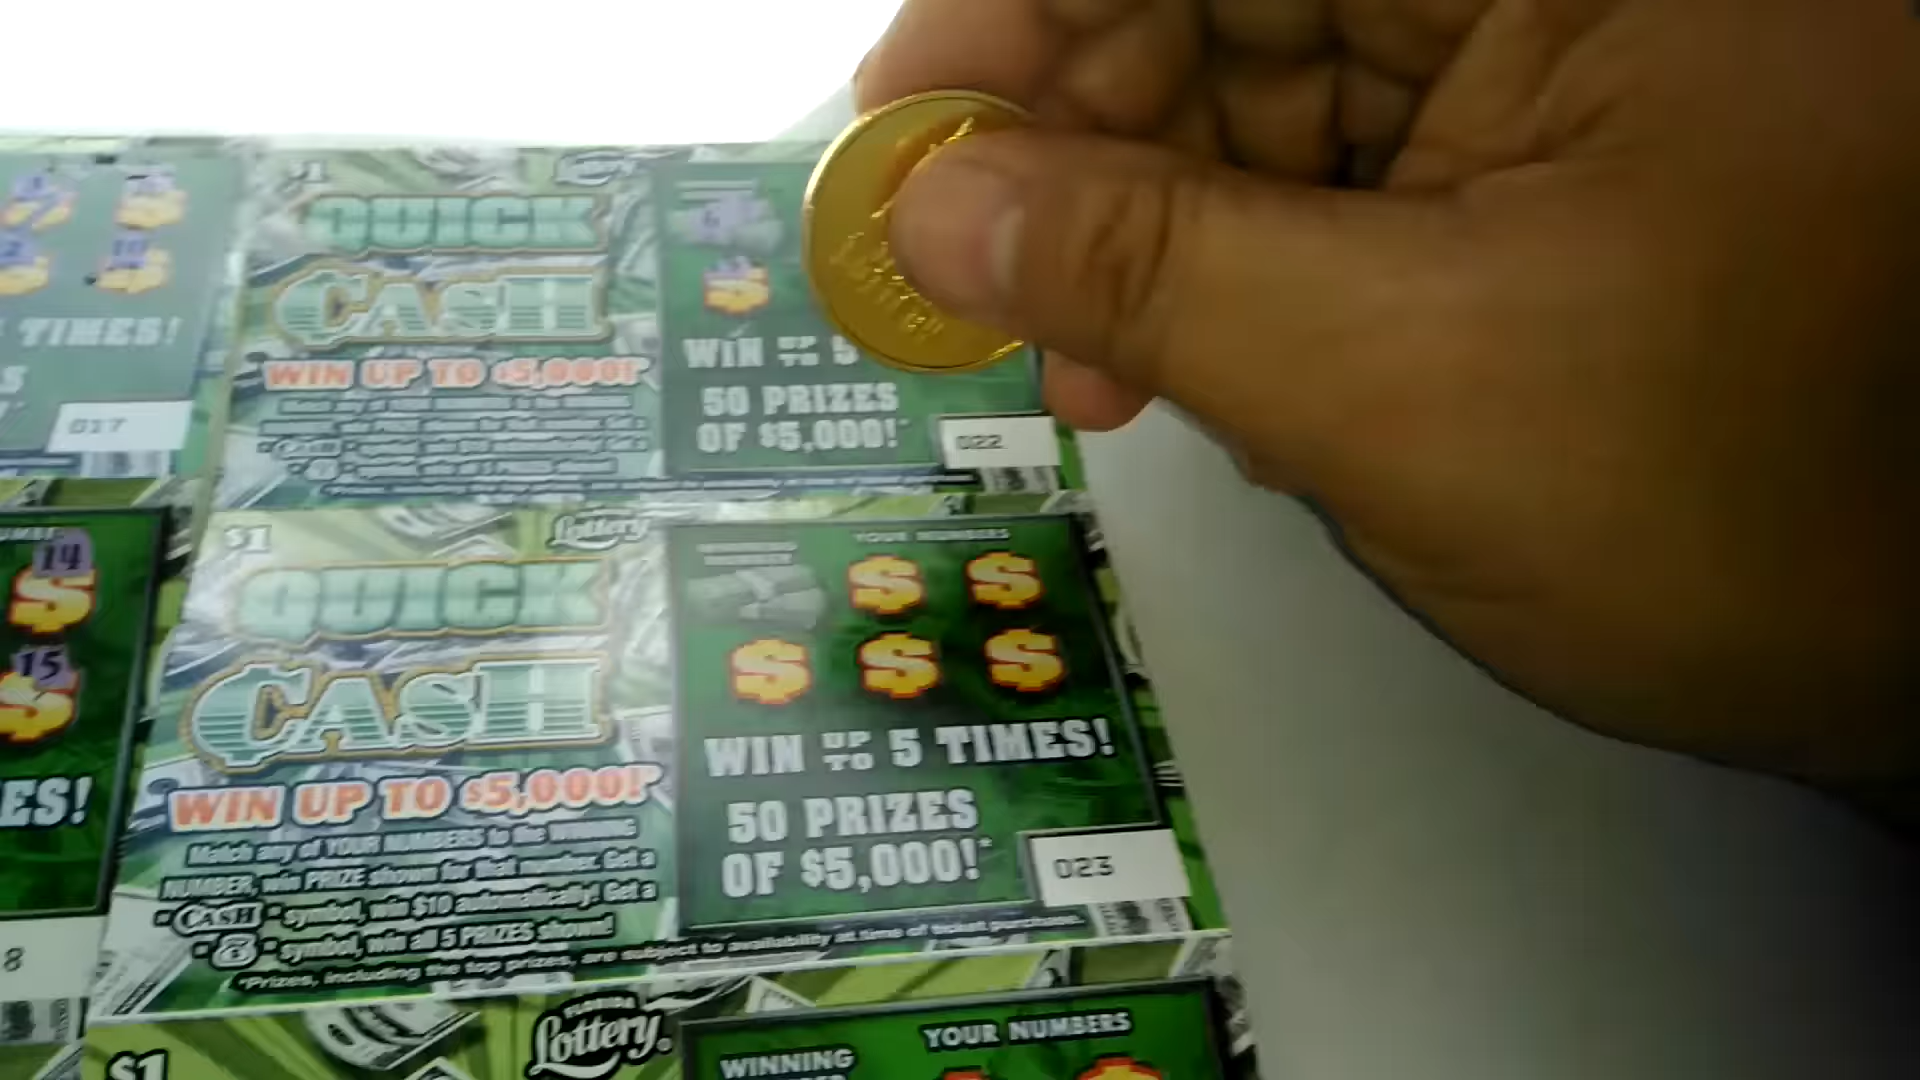 TIMES!
017
$1
QUICK
CASH
WIN UP TO $5,000!*
WIN UP TO 5
50 PRIZES
OF $5,000!*
022
14
15
ES!
8
$1
Lottery
QUICK
CASH
WIN UP TO $5,000!*
Match any of YOUR NUMBERS to the WINNING
NUMBER, win PRIZE shown for that number. Get a
"CASH" symbol, win $10 automatically! Get a
" " symbol, win all 5 PRIZES shown!
*Prizes, including the top prizes, are subject to availability at time of ticket purchase.
YOUR NUMBERS
WIN UP TO 5 TIMES!
50 PRIZES
OF $5,000!*
023
$1
FLORIDA
Lottery
WINNING
YOUR NUMBERS